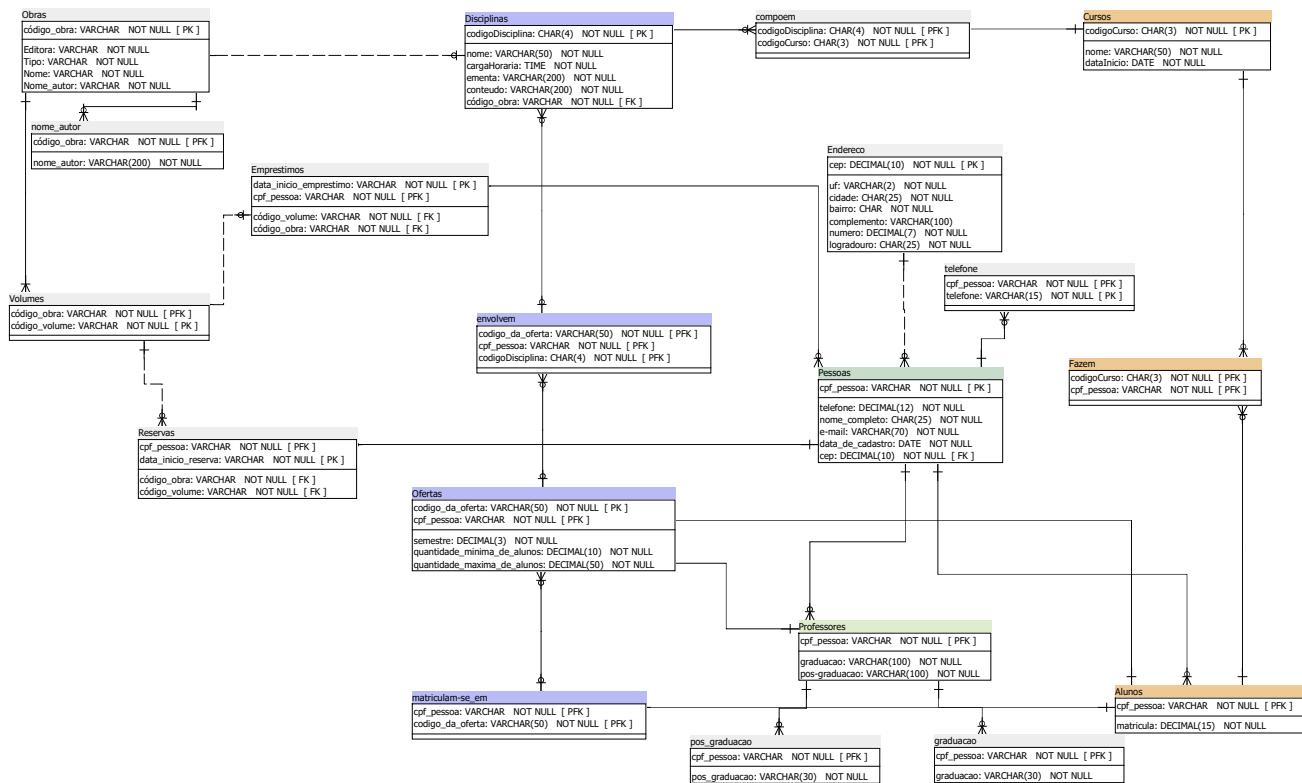 Obras
código_obra: VARCHAR NOT NULL [ PK ]
Editora: VARCHAR NOT NULL
Tipo: VARCHAR NOT NULL
Nome: VARCHAR NOT NULL
Nome_autor: VARCHAR NOT NULL
Disciplinas
codigoDisciplina: CHAR(4) NOT NULL [ PK ]
nome: VARCHAR(50) NOT NULL
cargaHoraria: TIME NOT NULL
ementa: VARCHAR(200) NOT NULL
conteudo: VARCHAR(200) NOT NULL
código_obra: VARCHAR NOT NULL [ FK ]
compoem
codigoDisciplina: CHAR(4) NOT NULL [ PFK ]
codigoCurso: CHAR(3) NOT NULL [ PFK ]
Cursos
codigoCurso: CHAR(3) NOT NULL [ PK ]
nome: VARCHAR(50) NOT NULL
dataInicio: DATE NOT NULL
nome_autor
código_obra: VARCHAR NOT NULL [ PFK ]
nome_autor: VARCHAR(200) NOT NULL
Emprestimos
data_inicio_emprestimo: VARCHAR NOT NULL [ PK ]
cpf_pessoa: VARCHAR NOT NULL [ PFK ]
código_volume: VARCHAR NOT NULL [ FK ]
código_obra: VARCHAR NOT NULL [ FK ]
Endereco
cep: DECIMAL(10) NOT NULL [ PK ]
uf: VARCHAR(2) NOT NULL
cidade: CHAR(25) NOT NULL
bairro: CHAR NOT NULL
complemento: VARCHAR(100)
numero: DECIMAL(7) NOT NULL
logradouro: CHAR(25) NOT NULL
telefone
cpf_pessoa: VARCHAR NOT NULL [ PFK ]
telefone: VARCHAR(15) NOT NULL [ PK ]
Volumes
código_obra: VARCHAR NOT NULL [ PFK ]
código_volume: VARCHAR NOT NULL [ PK ]
envolvem
codigo_da_oferta: VARCHAR(50) NOT NULL [ PFK ]
cpf_pessoa: VARCHAR NOT NULL [ PFK ]
codigoDisciplina: CHAR(4) NOT NULL [ PFK ]
Pessoas
cpf_pessoa: VARCHAR NOT NULL [ PK ]
telefone: DECIMAL(12) NOT NULL
nome_completo: CHAR(25) NOT NULL
e-mail: VARCHAR(70) NOT NULL
data_de_cadastro: DATE NOT NULL
cep: DECIMAL(10) NOT NULL [ FK ]
Fazem
codigoCurso: CHAR(3) NOT NULL [ PFK ]
cpf_pessoa: VARCHAR NOT NULL [ PFK ]
Reservas
cpf_pessoa: VARCHAR NOT NULL [ PFK ]
data_inicio_reserva: VARCHAR NOT NULL [ PK ]
código_obra: VARCHAR NOT NULL [ FK ]
código_volume: VARCHAR NOT NULL [ FK ]
Ofertas
codigo_da_oferta: VARCHAR(50) NOT NULL [ PK ]
cpf_pessoa: VARCHAR NOT NULL [ PFK ]
semestre: DECIMAL(3) NOT NULL
quantidade_minima_de_alunos: DECIMAL(10) NOT NULL
quantidade_maxima_de_alunos: DECIMAL(50) NOT NULL
Professores
cpf_pessoa: VARCHAR NOT NULL [ PFK ]
graduacao: VARCHAR(100) NOT NULL
pos-graduacao: VARCHAR(100) NOT NULL
matriculam-se_em
cpf_pessoa: VARCHAR NOT NULL [ PFK ]
codigo_da_oferta: VARCHAR(50) NOT NULL [ PFK ]
Alunos
cpf_pessoa: VARCHAR NOT NULL [ PFK ]
matricula: DECIMAL(15) NOT NULL
pos_graduacao
cpf_pessoa: VARCHAR NOT NULL [ PFK ]
pos_graduacao: VARCHAR(30) NOT NULL
graduacao
cpf_pessoa: VARCHAR NOT NULL [ PFK ]
graduacao: VARCHAR(30) NOT NULL